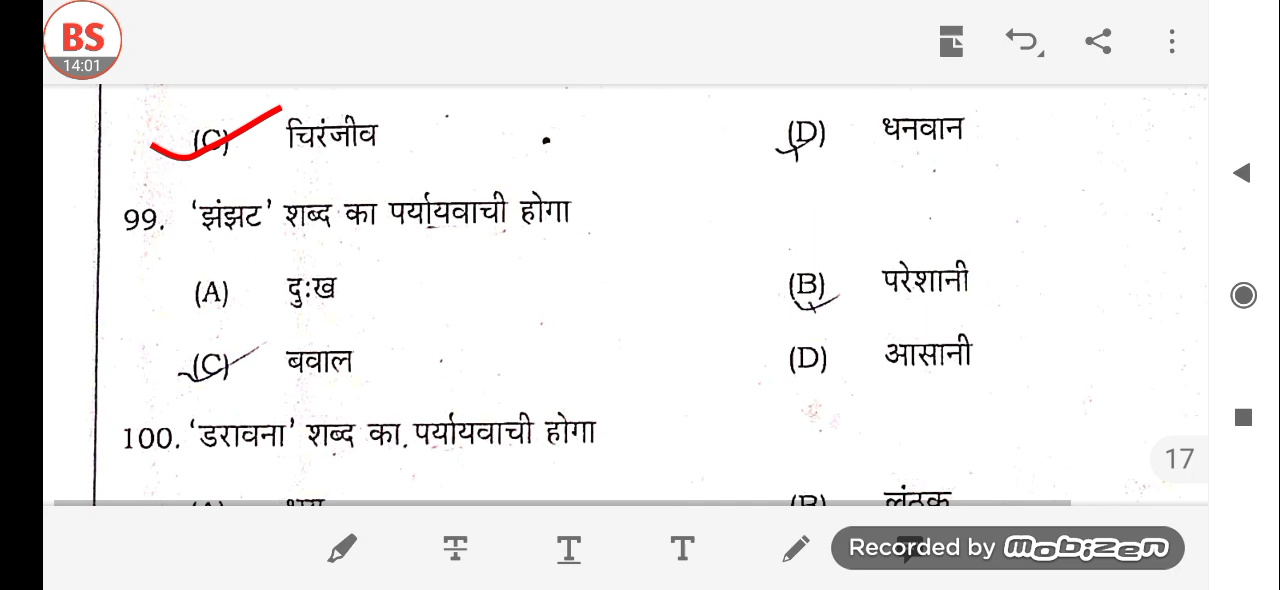 BS
14:01
(C) चिरंजीव (D) धनवान
99. 'झंझट' शब्द का पर्यायवाची होगा
(A) दुःख (B) परेशानी
(C) बवाल (D) आसानी
100. 'डरावना' शब्द का पर्यायवाची होगा
17
T T T
Recorded by Mobizen